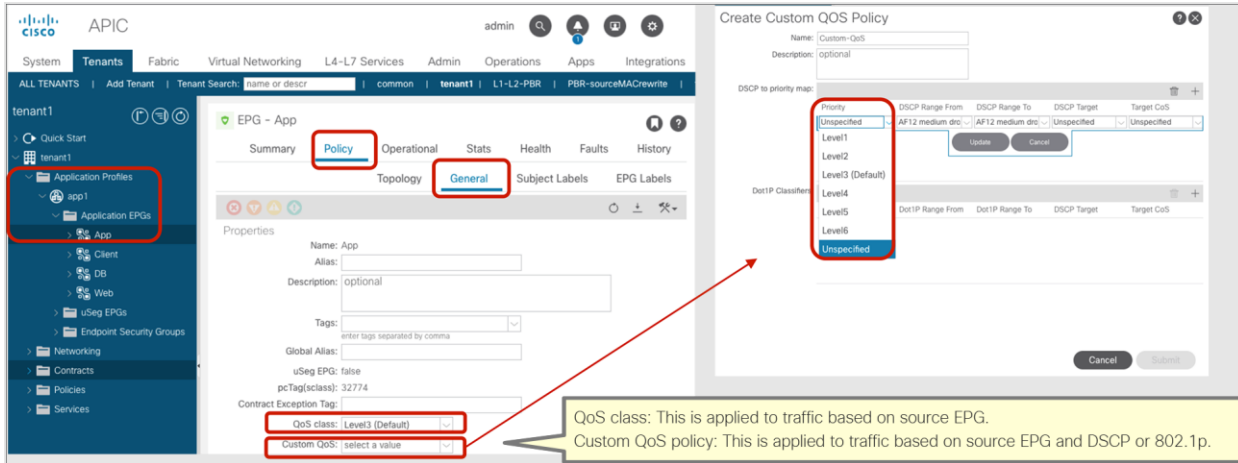 cisco
APIC
admin
1
System Tenants Fabric Virtual Networking L4-L7 Services Admin Operations Apps Integrations
ALL TENANTS | Add Tenant | Tenant Search: name or descr | common | tenant1 | L1-L2-PBR | PBR-sourceMACrewrite |
tenant1
Quick Start
tenant1
Application Profiles
app1
Application EPGs
App
Client
DB
Web
uSeg EPGs
Endpoint Security Groups
Networking
Contracts
Policies
Services
EPG - App
Summary Policy Operational Stats Health Faults History
Topology General Subject Labels EPG Labels
Properties
Name: App
Alias:
Description: optional
Tags:
enter tags separated by comma
Global Alias:
uSeg EPG: false
pcTag(sclass): 32774
Contract Exception Tag:
QoS class: Level3 (Default)
Custom QoS: select a value
Create Custom QOS Policy
Name: Custom-QoS
Description: optional
DSCP to priority map:
Priority DSCP Range From DSCP Range To DSCP Target Target CoS
Unspecified AF12 medium dro AF12 medium dro Unspecified Unspecified
Update Cancel
Level1
Level2
Level3 (Default)
Level4
Level5
Level6
Unspecified
Dot1P Classifiers
Dot1P Range From Dot1P Range To DSCP Target Target CoS
Cancel Submit
QoS class: This is applied to traffic based on source EPG.
Custom QoS policy: This is applied to traffic based on source EPG and DSCP or 802.1p.